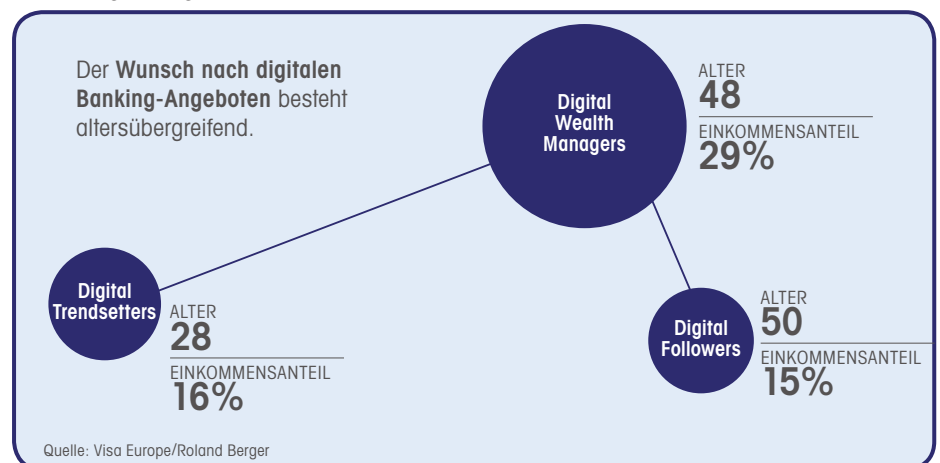 Der Wunsch nach digitalen
Banking-Angeboten besteht
altersübergreifend.
Digital
Wealth
Managers
ALTER
48
EINKOMMENSANTEIL
29%
Digital
Trendsetters
ALTER
28
EINKOMMENSANTEIL
16%
Digital
Followers
ALTER
50
EINKOMMENSANTEIL
15%
Quelle: Visa Europe/Roland Berger